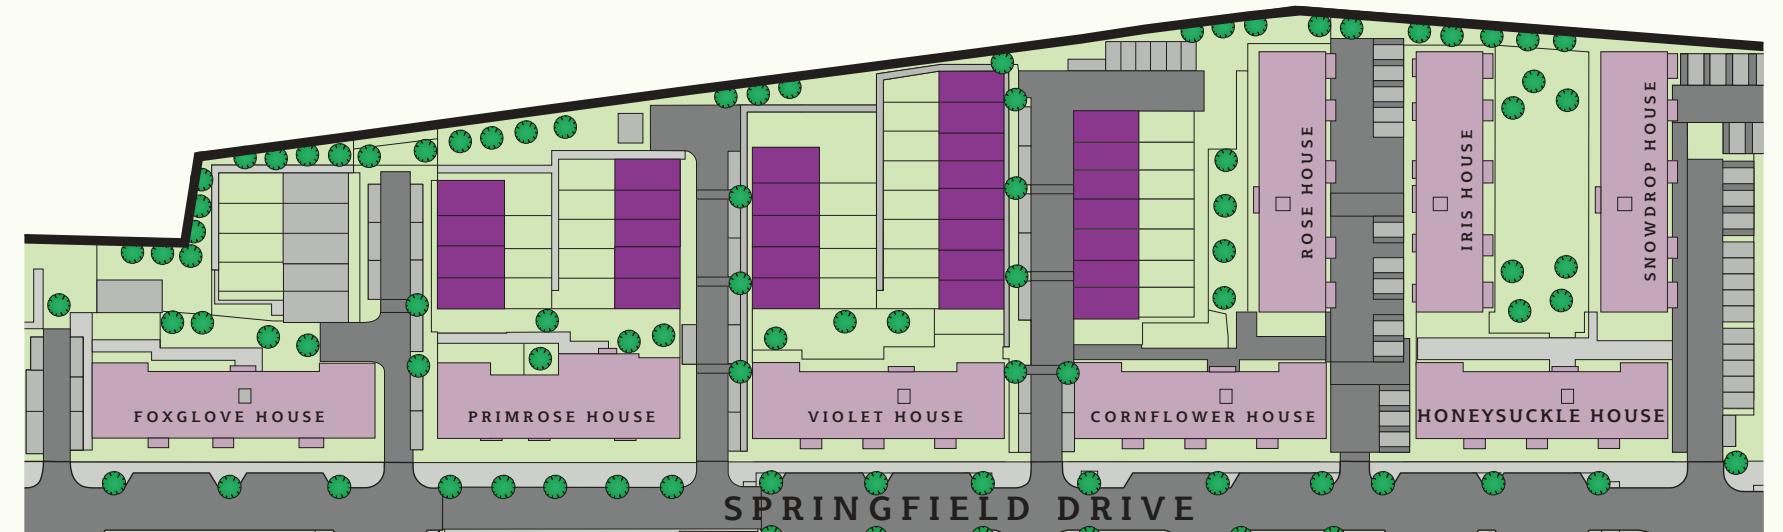 ROSE HOUSE
IRIS HOUSE
SNOWDROP HOUSE
FOXGLOVE HOUSE
PRIMROSE HOUSE
VIOLET HOUSE
CORNFLOWER HOUSE
HONEYSUCKLE HOUSE
SPRINGFIELD DRIVE